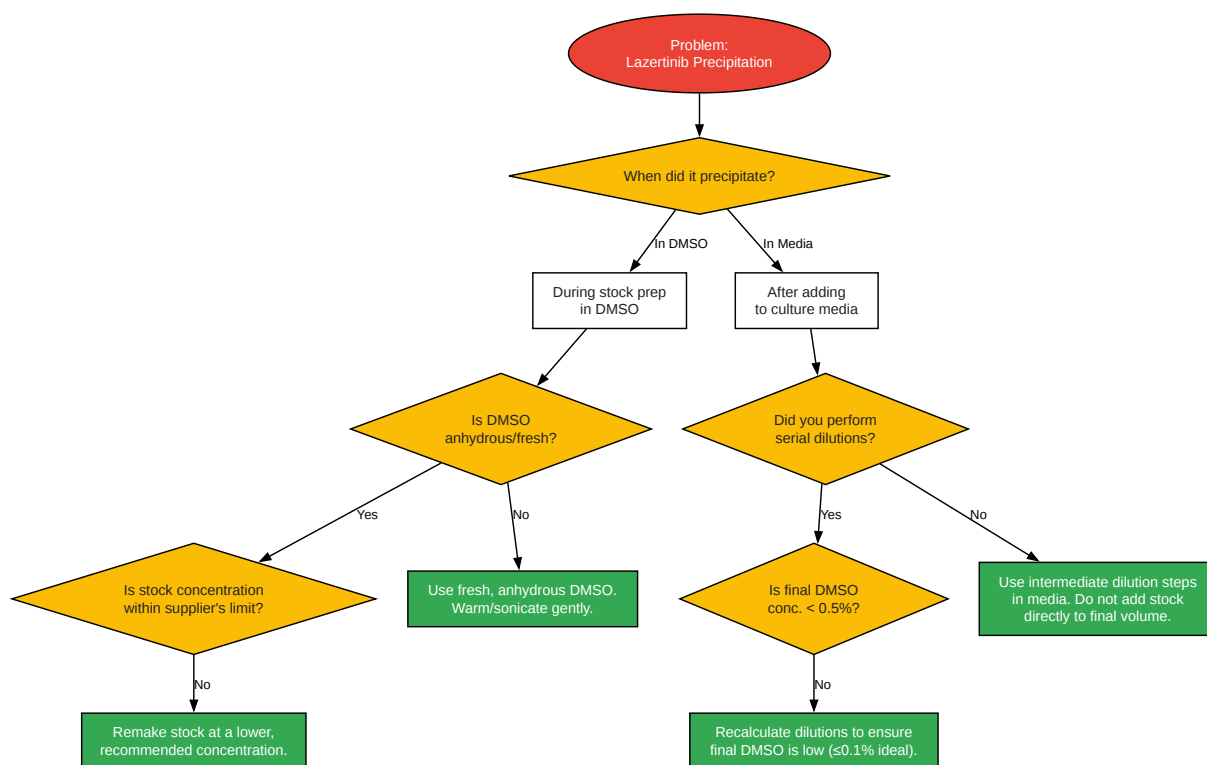 Problem:
Lazertinib Precipitation
When did it precipitate?
In DMSO
In Media
During stock prep
in DMSO
After adding
to culture media
Is DMSO
anhydrous/fresh?
Did you perform
serial dilutions?
Yes
No
Yes
No
Is stock concentration
within supplier's limit?
Use fresh, anhydrous DMSO.
Warm/sonicate gently.
Is final DMSO
conc. < 0.5%?
Use intermediate dilution steps
in media. Do not add stock
directly to final volume.
No
No
Remake stock at a lower,
recommended concentration.
Recalculate dilutions to ensure
final DMSO is low (≤0.1% ideal).